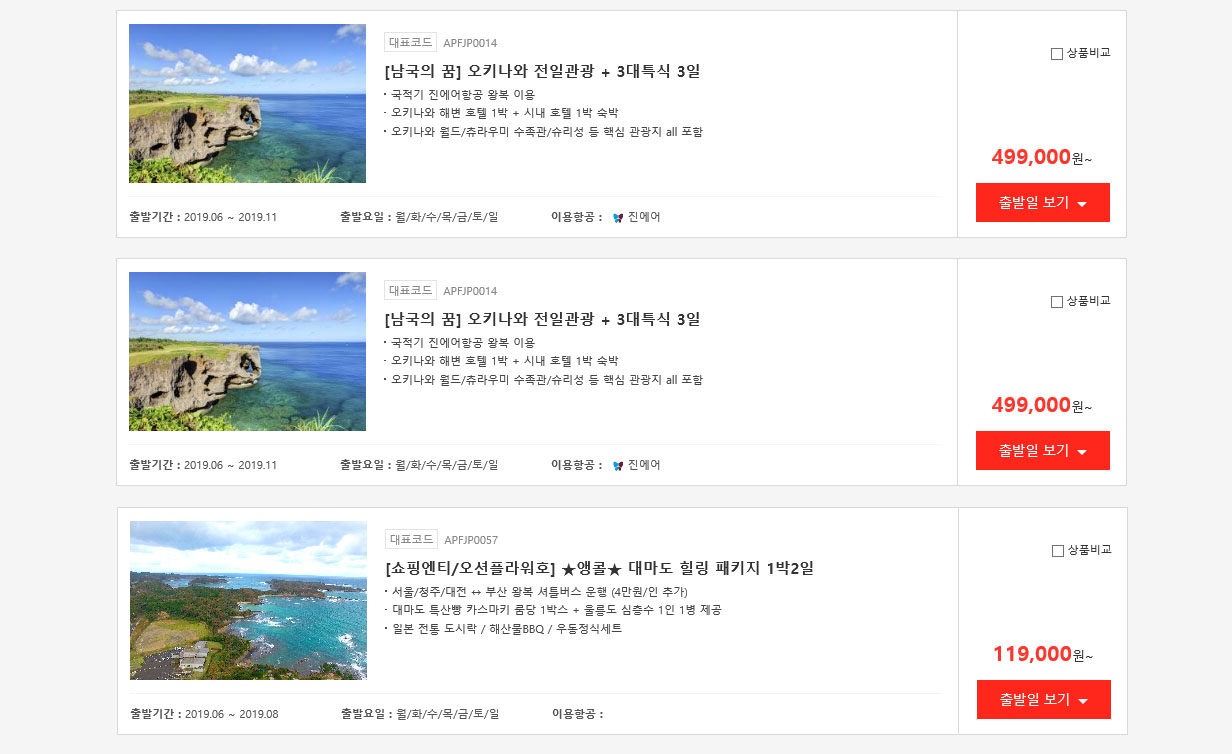 대표코드 APFJP0014
상품비교
[남국의 꿈] 오키나와 전일관광 + 3대특식 3일
· 국적기 진에어항공 왕복 이용
· 오키나와 해변 호텔 1박 + 시내 호텔 1박 숙박
· 오키나와 월드/츄라우미 수족관/슈리성 등 핵심 관광지 all 포함
499,000원~
출발일 보기
출발기간 : 2019.06 ~ 2019.11 출발요일 : 월/화/수/목/금/토/일 이용항공 : 진에어
대표코드 APFJP0014
상품비교
[남국의 꿈] 오키나와 전일관광 + 3대특식 3일
· 국적기 진에어항공 왕복 이용
· 오키나와 해변 호텔 1박 + 시내 호텔 1박 숙박
· 오키나와 월드/츄라우미 수족관/슈리성 등 핵심 관광지 all 포함
499,000원~
출발일 보기
출발기간 : 2019.06 ~ 2019.11 출발요일 : 월/화/수/목/금/토/일 이용항공 : 진에어
대표코드 APFJP0057
상품비교
[쇼핑엔티/오션플라워호] ★앵콜★ 대마도 힐링 패키지 1박2일
· 서울/청주/대전 ↔ 부산 왕복 셔틀버스 운행 (4만원/인 추가)
· 대마도 특산빵 카스마키 룸당 1박스 + 울릉도 심층수 1인 1병 제공
· 일본 전통 도시락 / 해산물BBQ / 우동정식세트
119,000원~
출발일 보기
출발기간 : 2019.06 ~ 2019.08 출발요일 : 월/화/수/목/금/토/일 이용항공 :